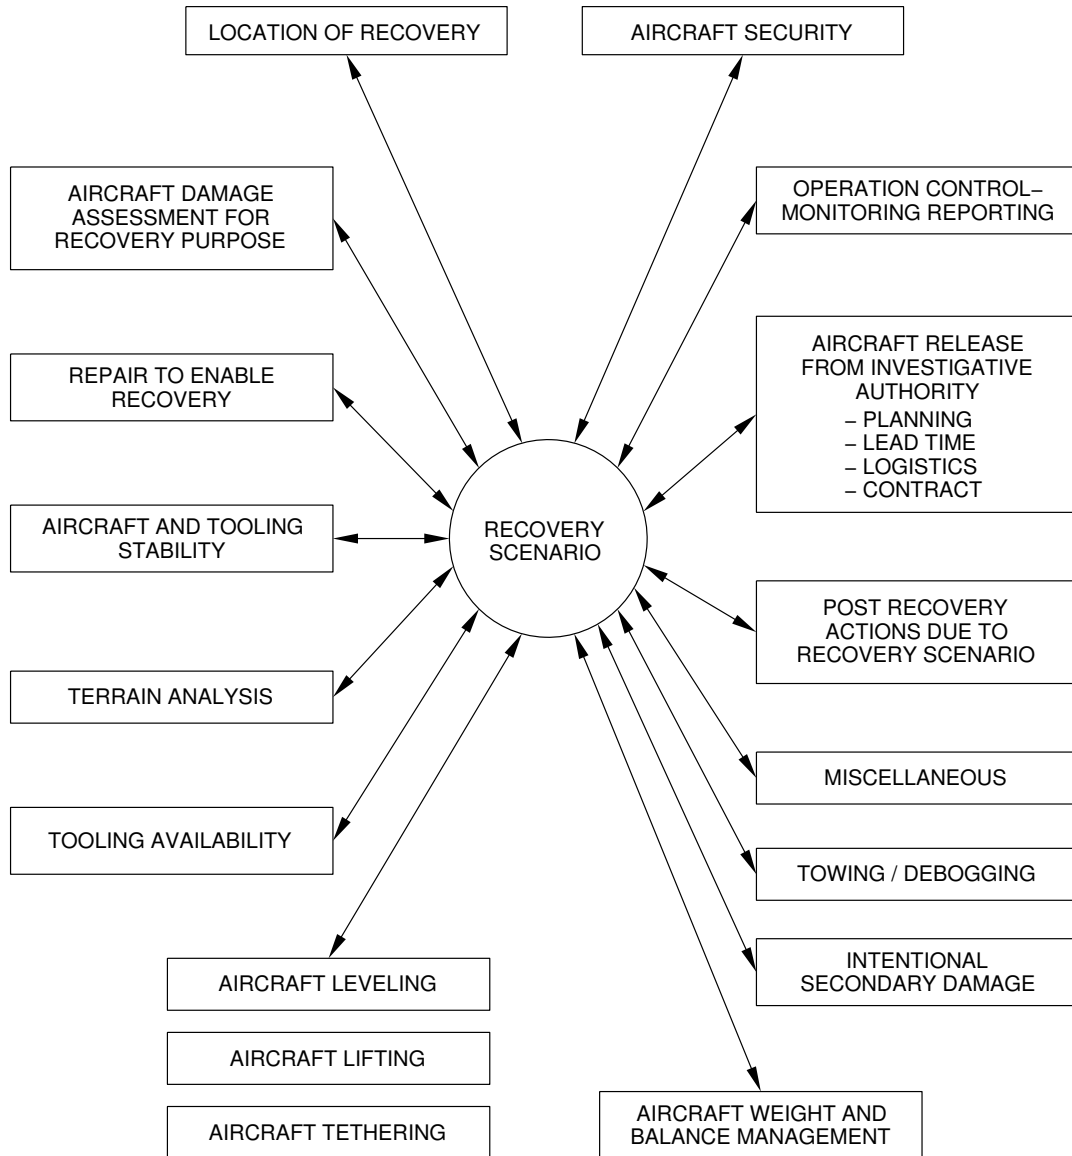 LOCATION OF RECOVERY
AIRCRAFT SECURITY
AIRCRAFT DAMAGE
ASSESSMENT FOR
RECOVERY PURPOSE
OPERATION CONTROL–
MONITORING REPORTING
REPAIR TO ENABLE
RECOVERY
AIRCRAFT RELEASE
FROM INVESTIGATIVE
AUTHORITY
– PLANNING
– LEAD TIME
– LOGISTICS
– CONTRACT
AIRCRAFT AND TOOLING
STABILITY
RECOVERY
SCENARIO
POST RECOVERY
ACTIONS DUE TO
RECOVERY SCENARIO
TERRAIN ANALYSIS
MISCELLANEOUS
TOOLING AVAILABILITY
TOWING / DEBOGGING
INTENTIONAL
SECONDARY DAMAGE
AIRCRAFT LEVELING
AIRCRAFT LIFTING
AIRCRAFT TETHERING
AIRCRAFT WEIGHT AND
BALANCE MANAGEMENT